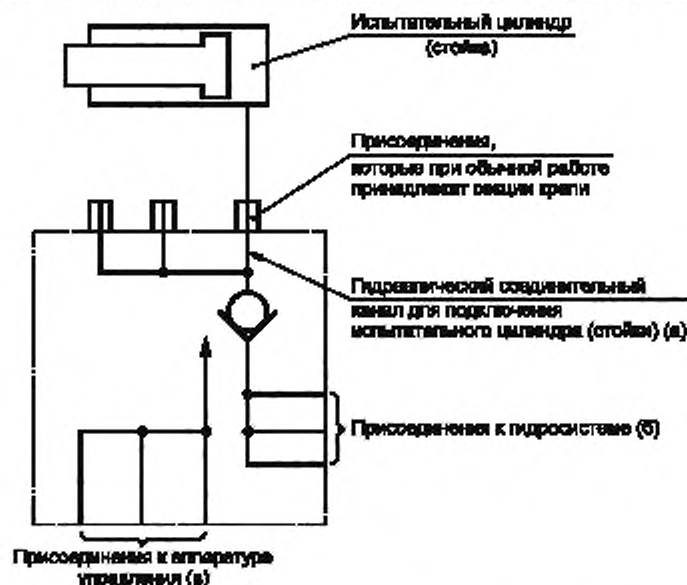 Испытательный цилиндр
(стойка)
Присоединения,
которые при обычной работе
принадлежат секции крепи
Гидравлический соединительный
канал для подключения
испытательного цилиндра (стойки) (а)
Присоединения к гидросистеме (б)
Присоединения к аппаратуре
управления (в)